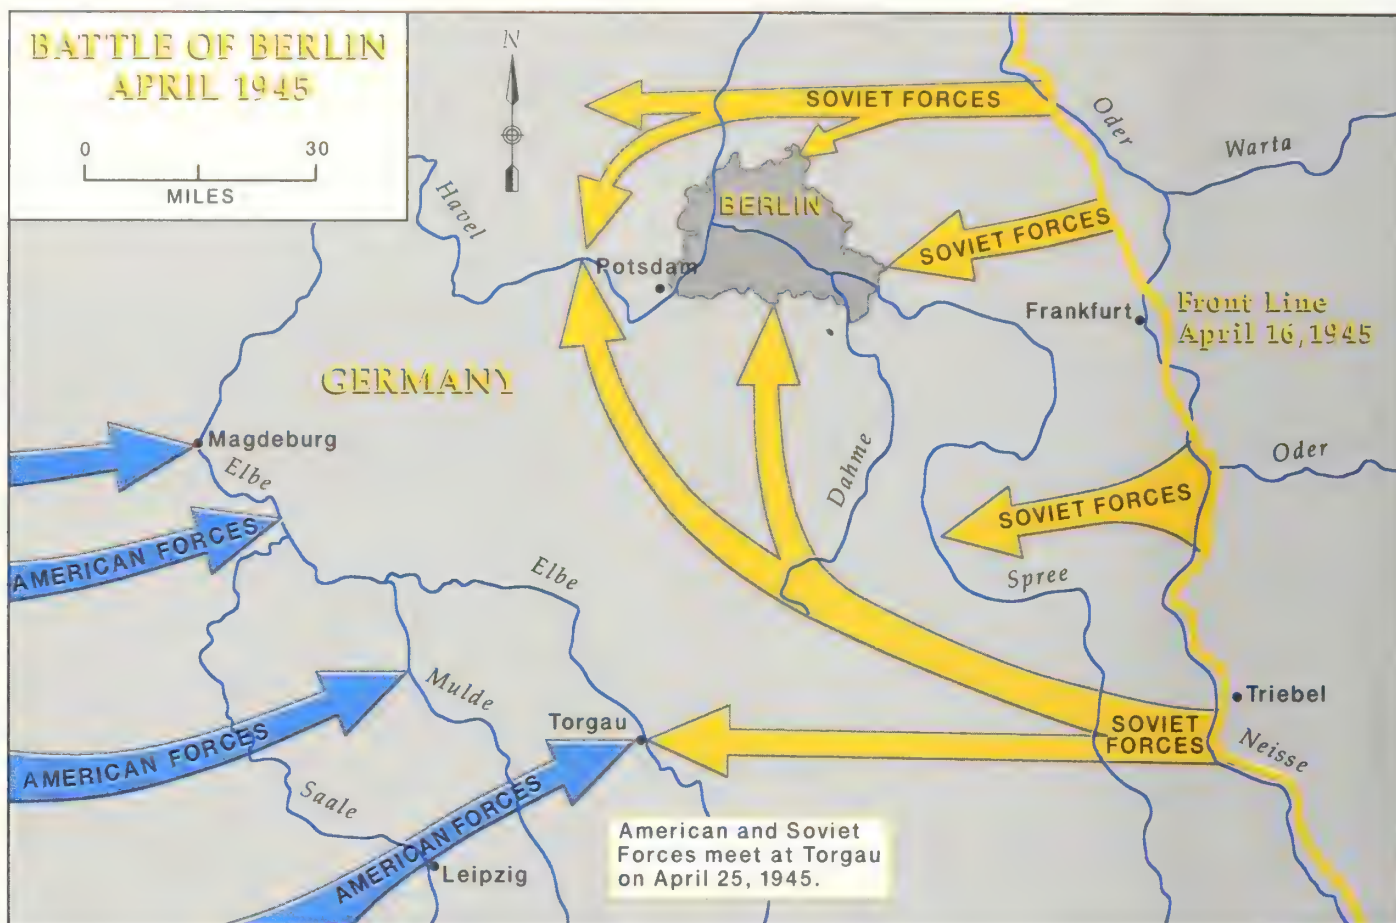 BATTLE OF BERLIN
APRIL 1945
0 30
MILES
N
SOVIET FORCES
Oder
Warta
Havel
BERLIN
SOVIET FORCES
Potsdam
Frankfurt
Front Line
April 16, 1945
GERMANY
Magdeburg
Elbe
Dahme
Oder
SOVIET FORCES
AMERICAN FORCES
Elbe
Spree
Mulde
Triebel
Torgau
SOVIET
FORCES
Neisse
AMERICAN FORCES
Saale
AMERICAN FORCES
American and Soviet
Forces meet at Torgau
on April 25, 1945.
Leipzig